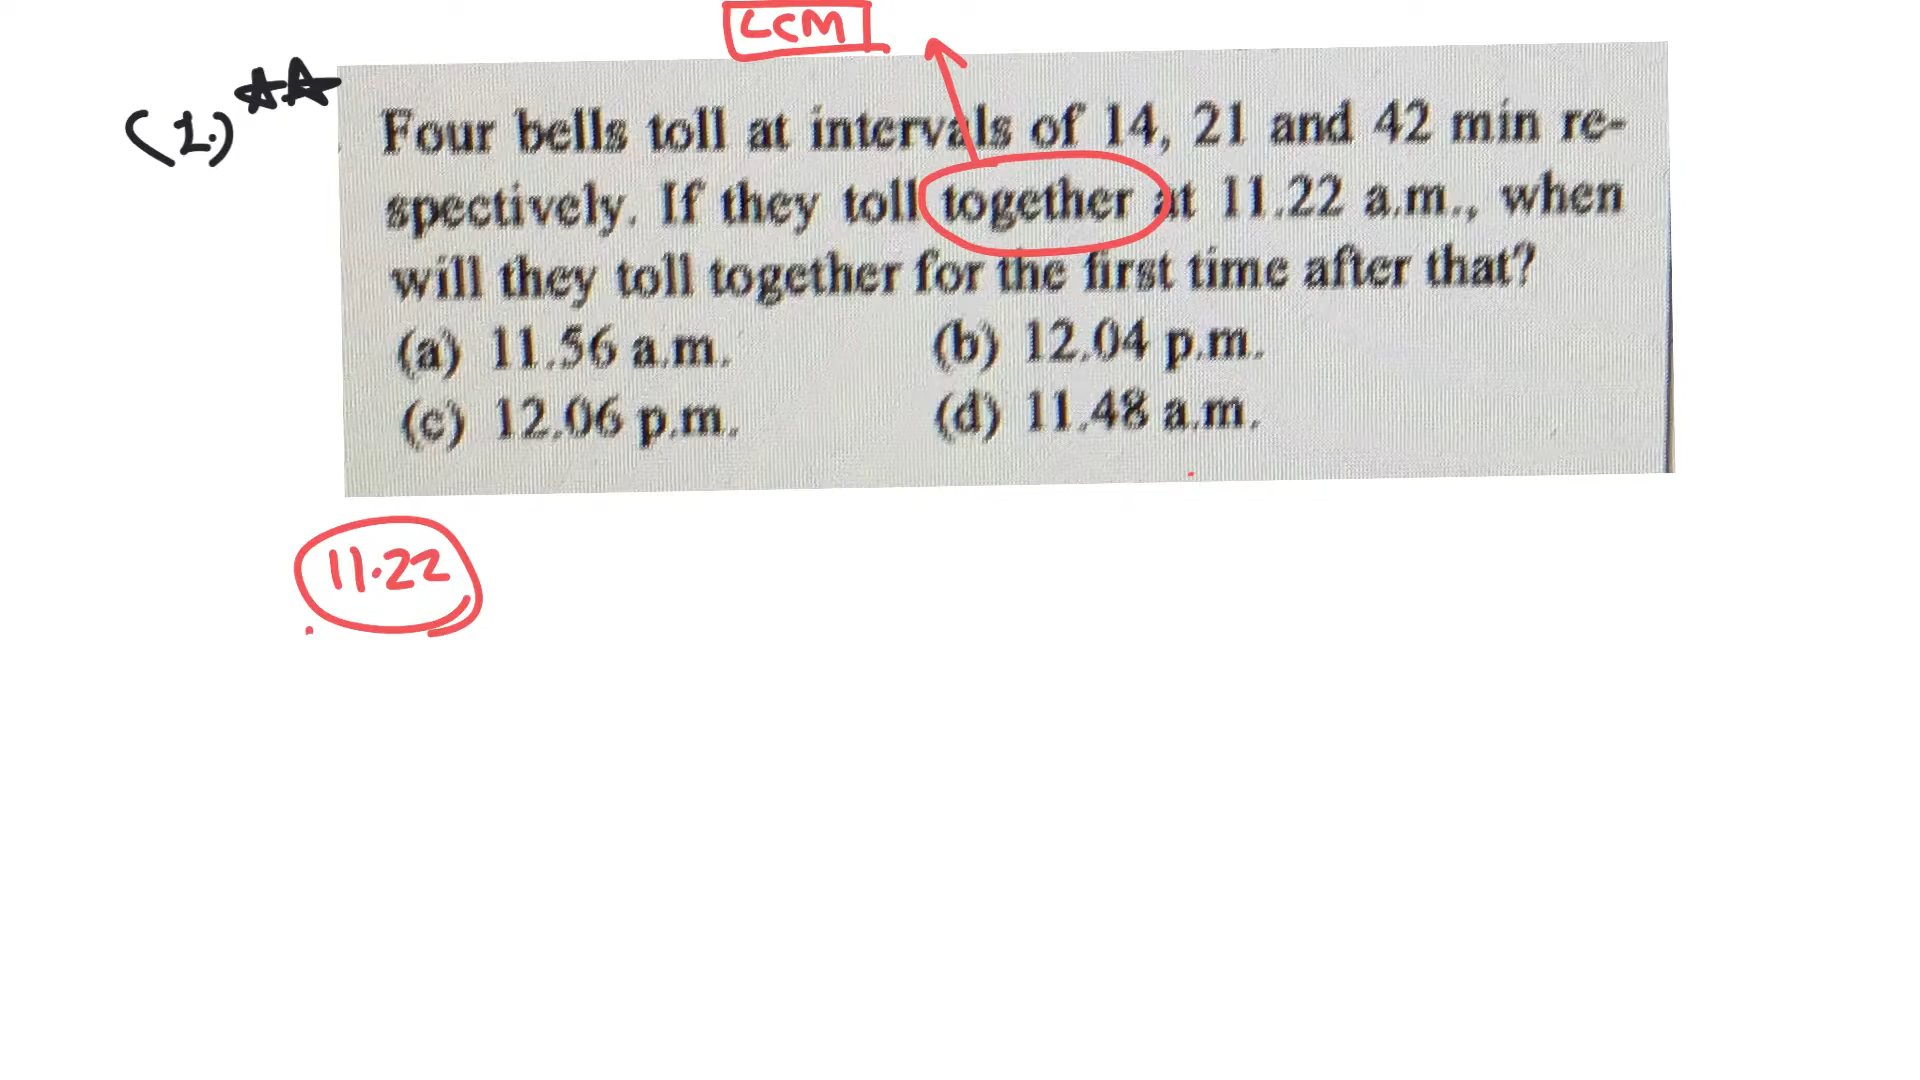 LCM
(1.)
Four bells toll at intervals of 14, 21 and 42 min re-
spectively. If they toll together at 11.22 a.m., when
will they toll together for the first time after that?
(a) 11.56 a.m. (b) 12.04 p.m.
(c) 12.06 p.m. (d) 11.48 a.m.
11.22